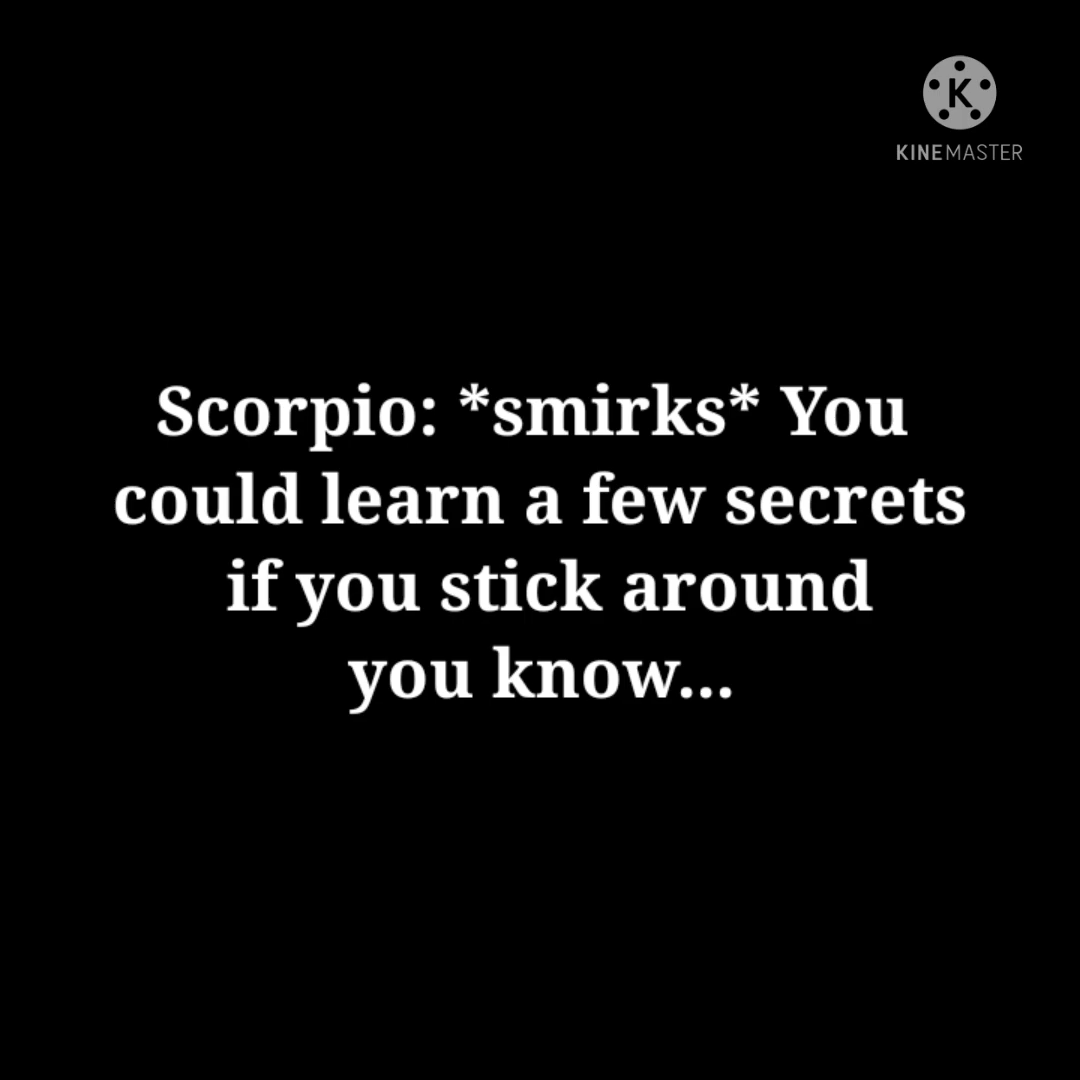 K
KINEMASTER
Scorpio: *smirks* You
could learn a few secrets
if you stick around
you know...